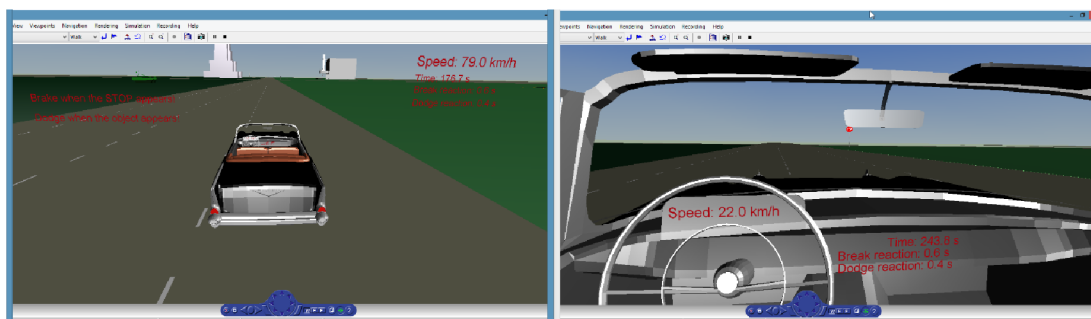 View Viewpoints Navigation Rendering Simulation Recording Help
Walk
Speed: 79.0 km/h
Time: 178.7 s
Brake when the STOP appears
Dodge when the object appears
Viewpoints Navigation Rendering Simulation Recording Help
Walk
Speed: 22.0 km/h
Time: 243.6 s
Break reaction: 0.6 s
Dodge reaction: 0.4 s